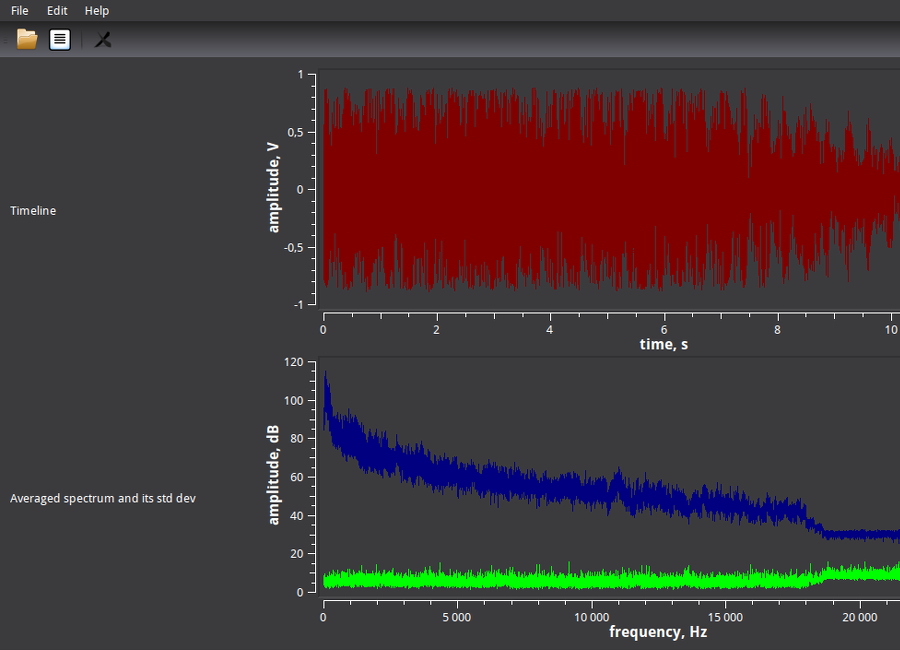 File Edit Help
1
0,5
0
-0,5
-1
amplitude, V
Timeline
0 2 4 6 8 10
time, s
120
100
80
60
40
20
0
amplitude, dB
Averaged spectrum and its std dev
0 5 000 10 000 15 000 20 000
frequency, Hz